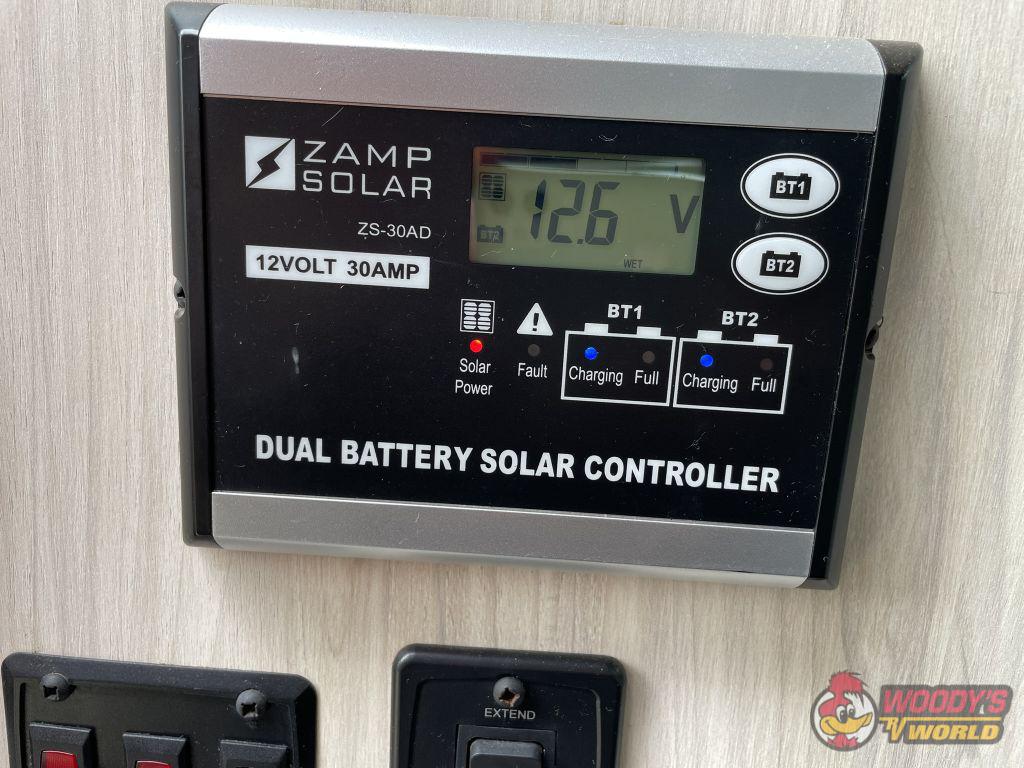 ZAMP
SOLAR
ZS-30AD
12VOLT 30AMP
BT2
12.6 V
WET
BT1
BT2
Solar
Power
Fault
BT1
Charging Full
BT2
Charging Full
DUAL BATTERY SOLAR CONTROLLER
EXTEND
WOODY'S
RV WORLD